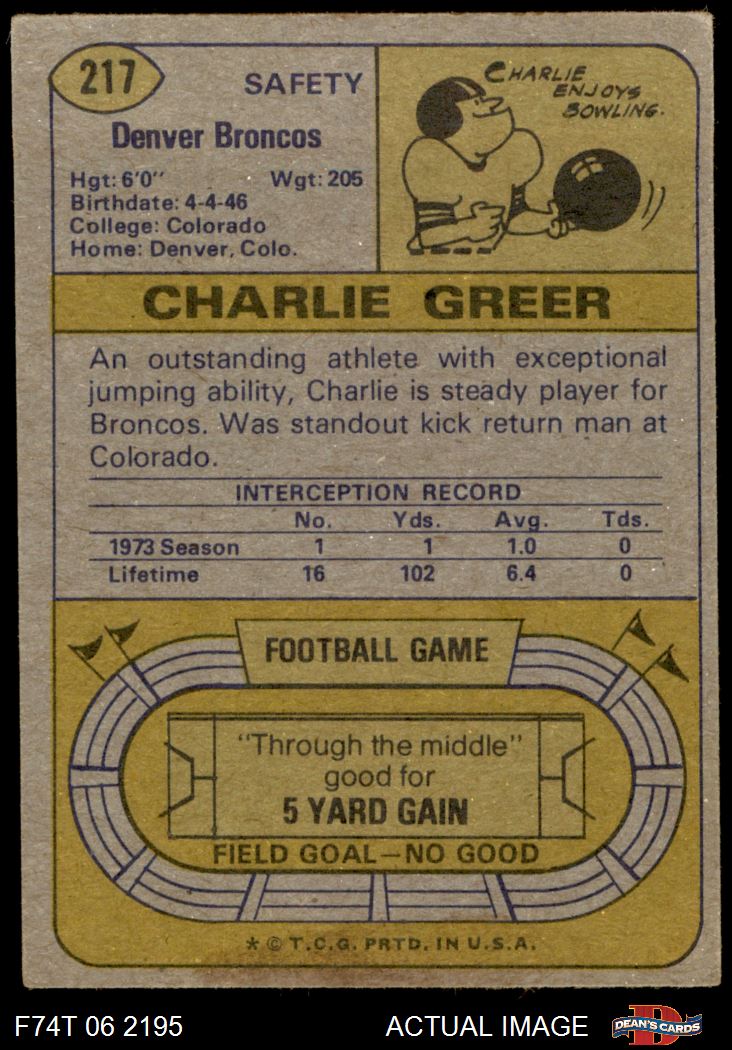 217
SAFETY
Denver Broncos
Hgt: 6'0" Wgt: 205
Birthdate: 4-4-46
College: Colorado
Home: Denver, Colo.
CHARLIE
ENJOYS
BOWLING.
CHARLIE GREER
An outstanding athlete with exceptional
jumping ability, Charlie is steady player for
Broncos. Was standout kick return man at
Colorado.
INTERCEPTION RECORD
No. Yds. Avg. Tds.
1973 Season 1 1 1.0 0
Lifetime 16 102 6.4 0
FOOTBALL GAME
"Through the middle"
good for
5 YARD GAIN
FIELD GOAL—NO GOOD
* © T.C.G. PRTD. IN U.S.A.
F74T 06 2195 ACTUAL IMAGE DEAN'S CARDS